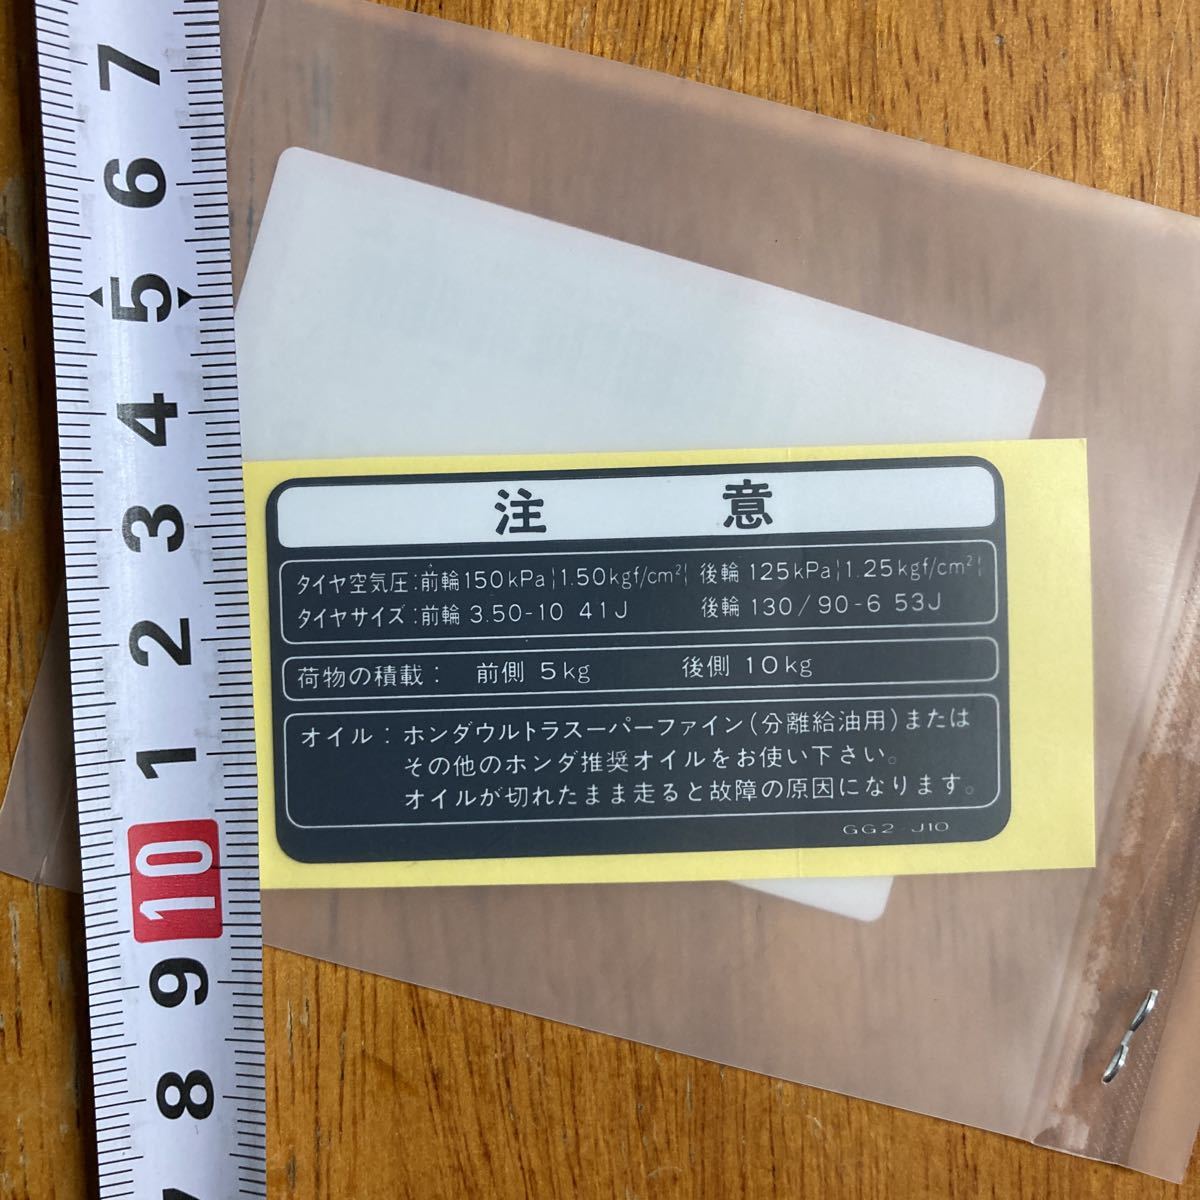 7
6
5
4
3
2
1
10
9
8
注 意
タイヤ空気圧:前輪150kPa{1.50kgf/cm²} 後輪125kPa{1.25kgf/cm²}
タイヤサイズ:前輪 3.50-10 41J 後輪 130/90-6 53J
荷物の積載: 前側 5kg 後側 10kg
オイル: ホンダウルトラスーパーファイン(分離給油用)または
その他のホンダ推奨オイルをお使い下さい。
オイルが切れたまま走ると故障の原因になります。
GG2 J10